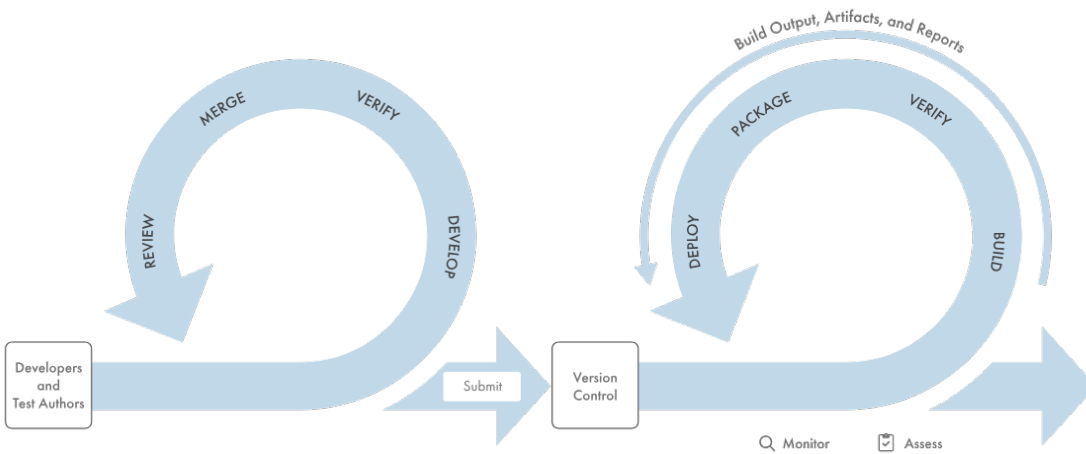 Build Output, Artifacts, and Reports
MERGE
VERIFY
REVIEW
DEVELOP
PACKAGE
VERIFY
DEPLOY
BUILD
Developers
and
Test Authors
Submit
Version
Control
Monitor
Assess